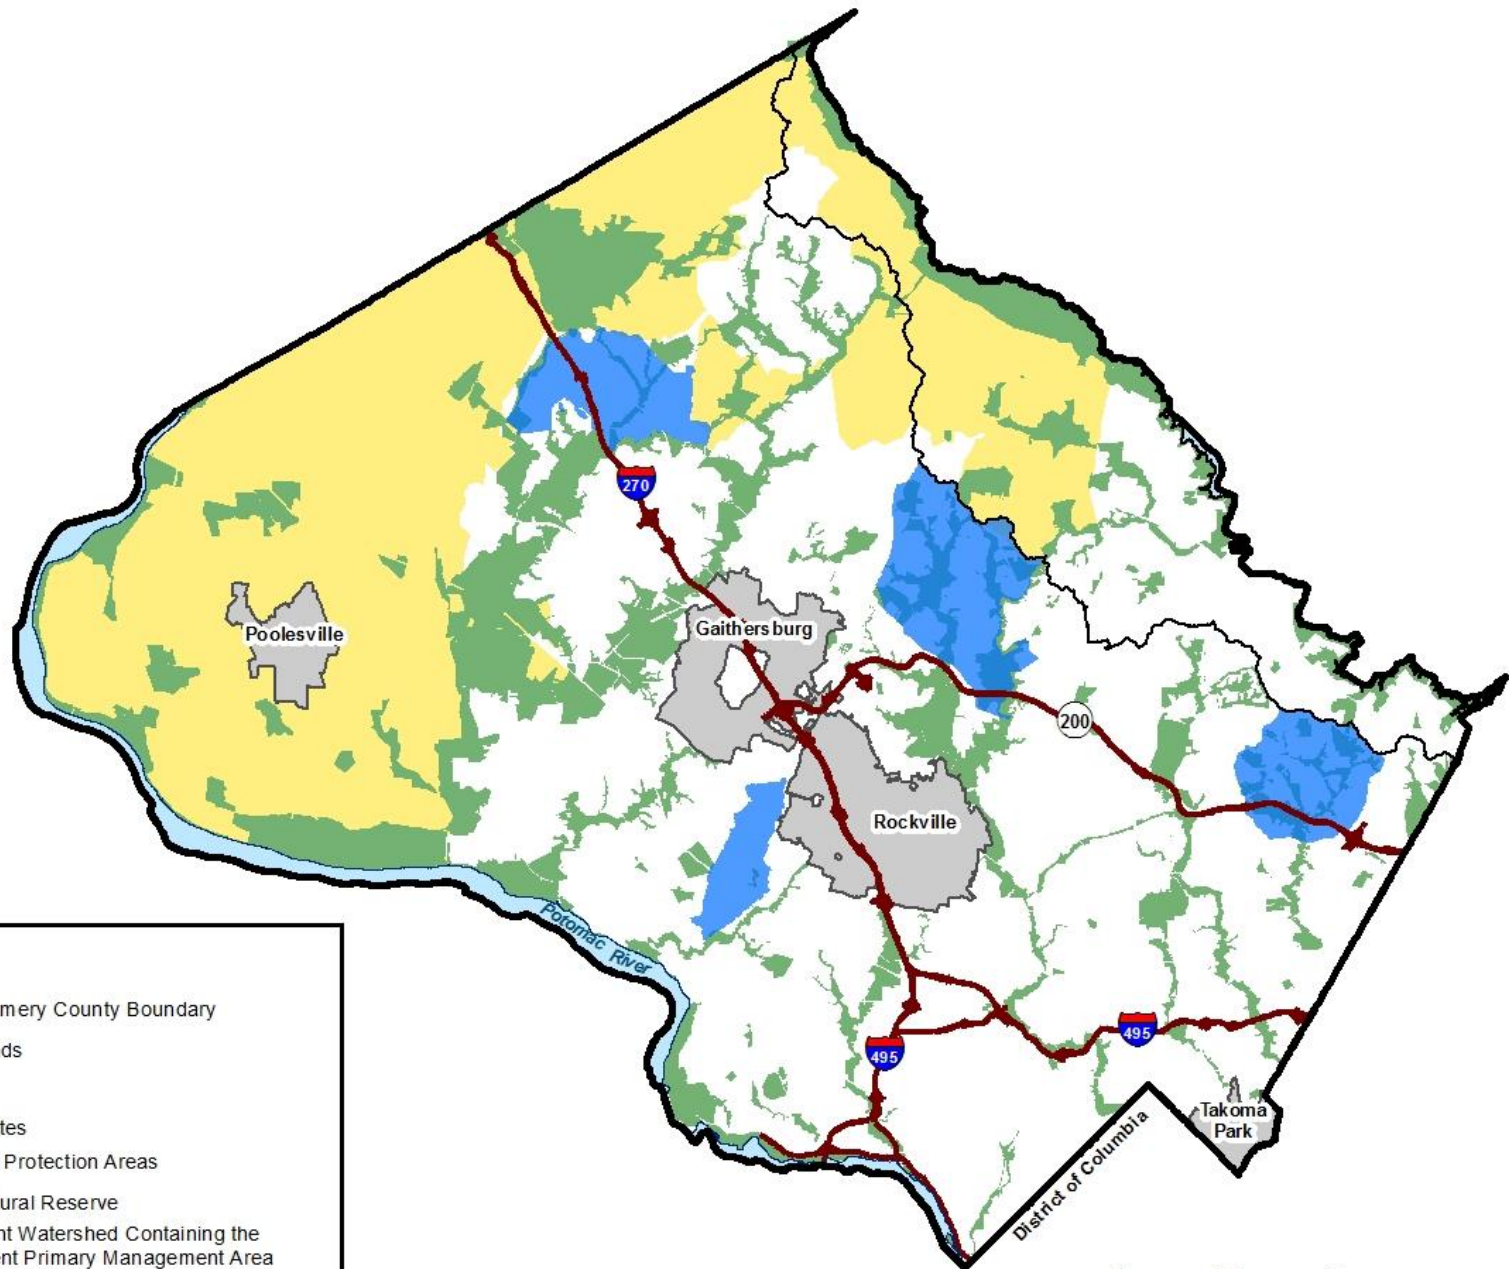 270
Poolesville
Gaithersburg
200
Rockville
Potomac River
495
495
Takoma
Park
District of Columbia
mery County Boundary
ds
tes
Protection Areas
ural Reserve
nt Watershed Containing the
ent Primary Management Area